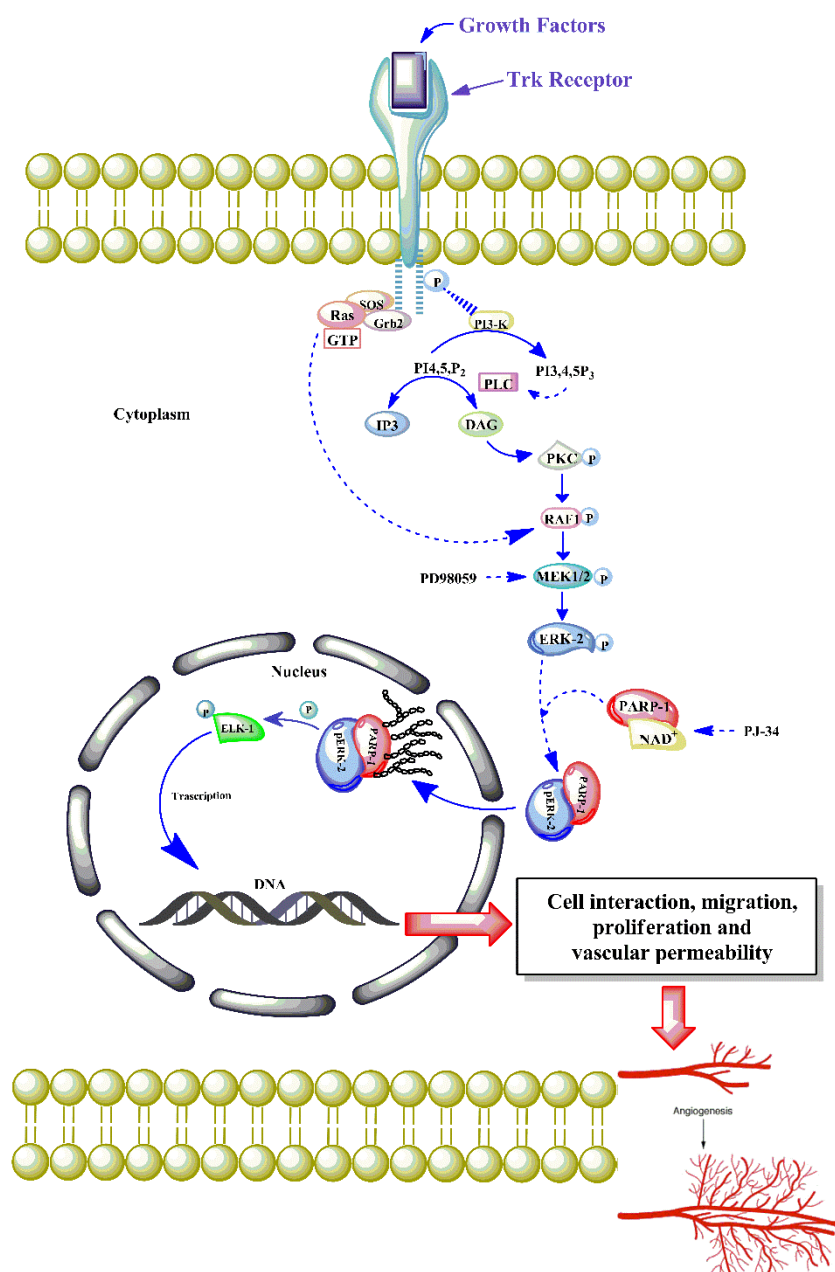 Growth Factors
Trk Receptor
P
SOS
Ras
Grb2
GTP
PI3-K
PI4,5,P2
PLC
PI3,4,5P3
Cytoplasm
IP3
DAG
PKC
P
RAF1
P
PD98059
MEK1/2
P
ERK-2
P
Nucleus
P
P
ELK-1
pERK-2
PARP-1
PARP-1
NAD+
PJ-34
Trascription
pERK-2
PARP-1
DNA
Cell interaction, migration,
proliferation and
vascular permeability
Angiogenesis